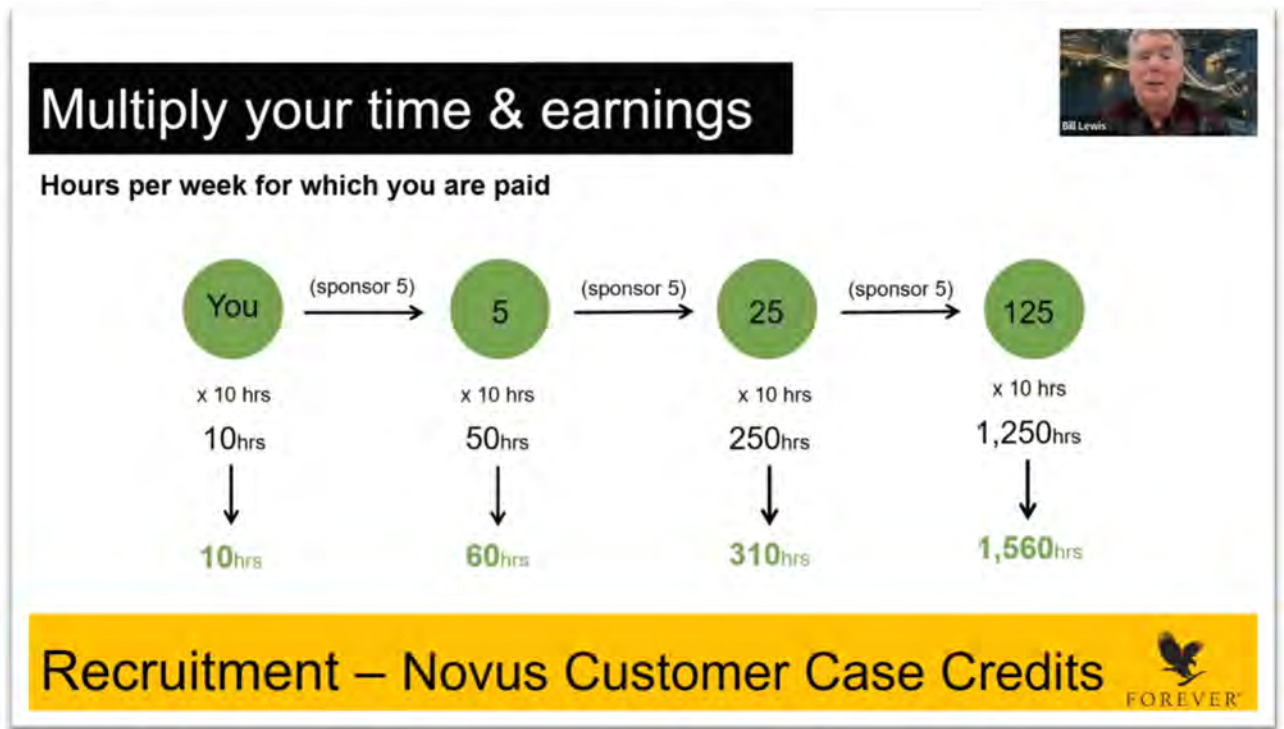 Multiply your time & earnings
Bill Lewis
Hours per week for which you are paid
You (sponsor 5) 5 (sponsor 5) 25 (sponsor 5) 125
x 10 hrs x 10 hrs x 10 hrs x 10 hrs
10hrs 50hrs 250hrs 1,250hrs
10hrs 60hrs 310hrs 1,560hrs
Recruitment – Novus Customer Case Credits
FOREVER